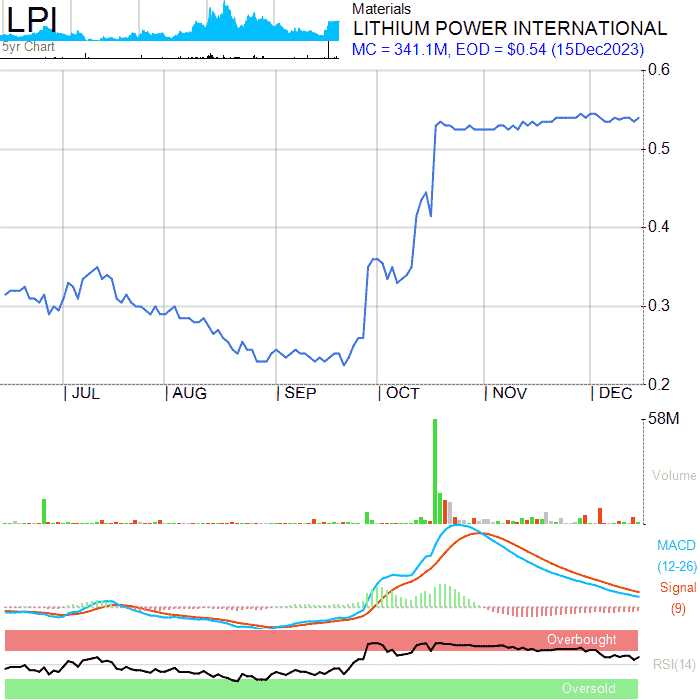 LPI
5yr Chart
Materials
LITHIUM POWER INTERNATIONAL
MC = 341.1M, EOD = $0.54 (15Dec2023)
0.6
0.5
0.4
0.3
0.2
JUL AUG SEP OCT NOV DEC
58M
Volume
MACD
(12-26)
Signal
(9)
Overbought
RSI(14)
Oversold